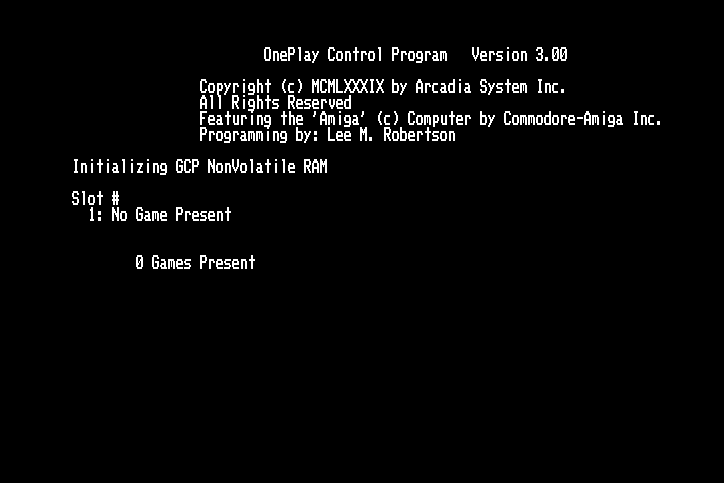 OnePlay Control Program   Version 3.00
Copyright (c) MCMLXXXIX by Arcadia System Inc.
All Rights Reserved
Featuring the 'Amiga' (c) Computer by Commodore-Amiga Inc.
Programming by: Lee M. Robertson
Initializing GCP NonVolatile RAM
Slot #
1: No Game Present
0 Games Present